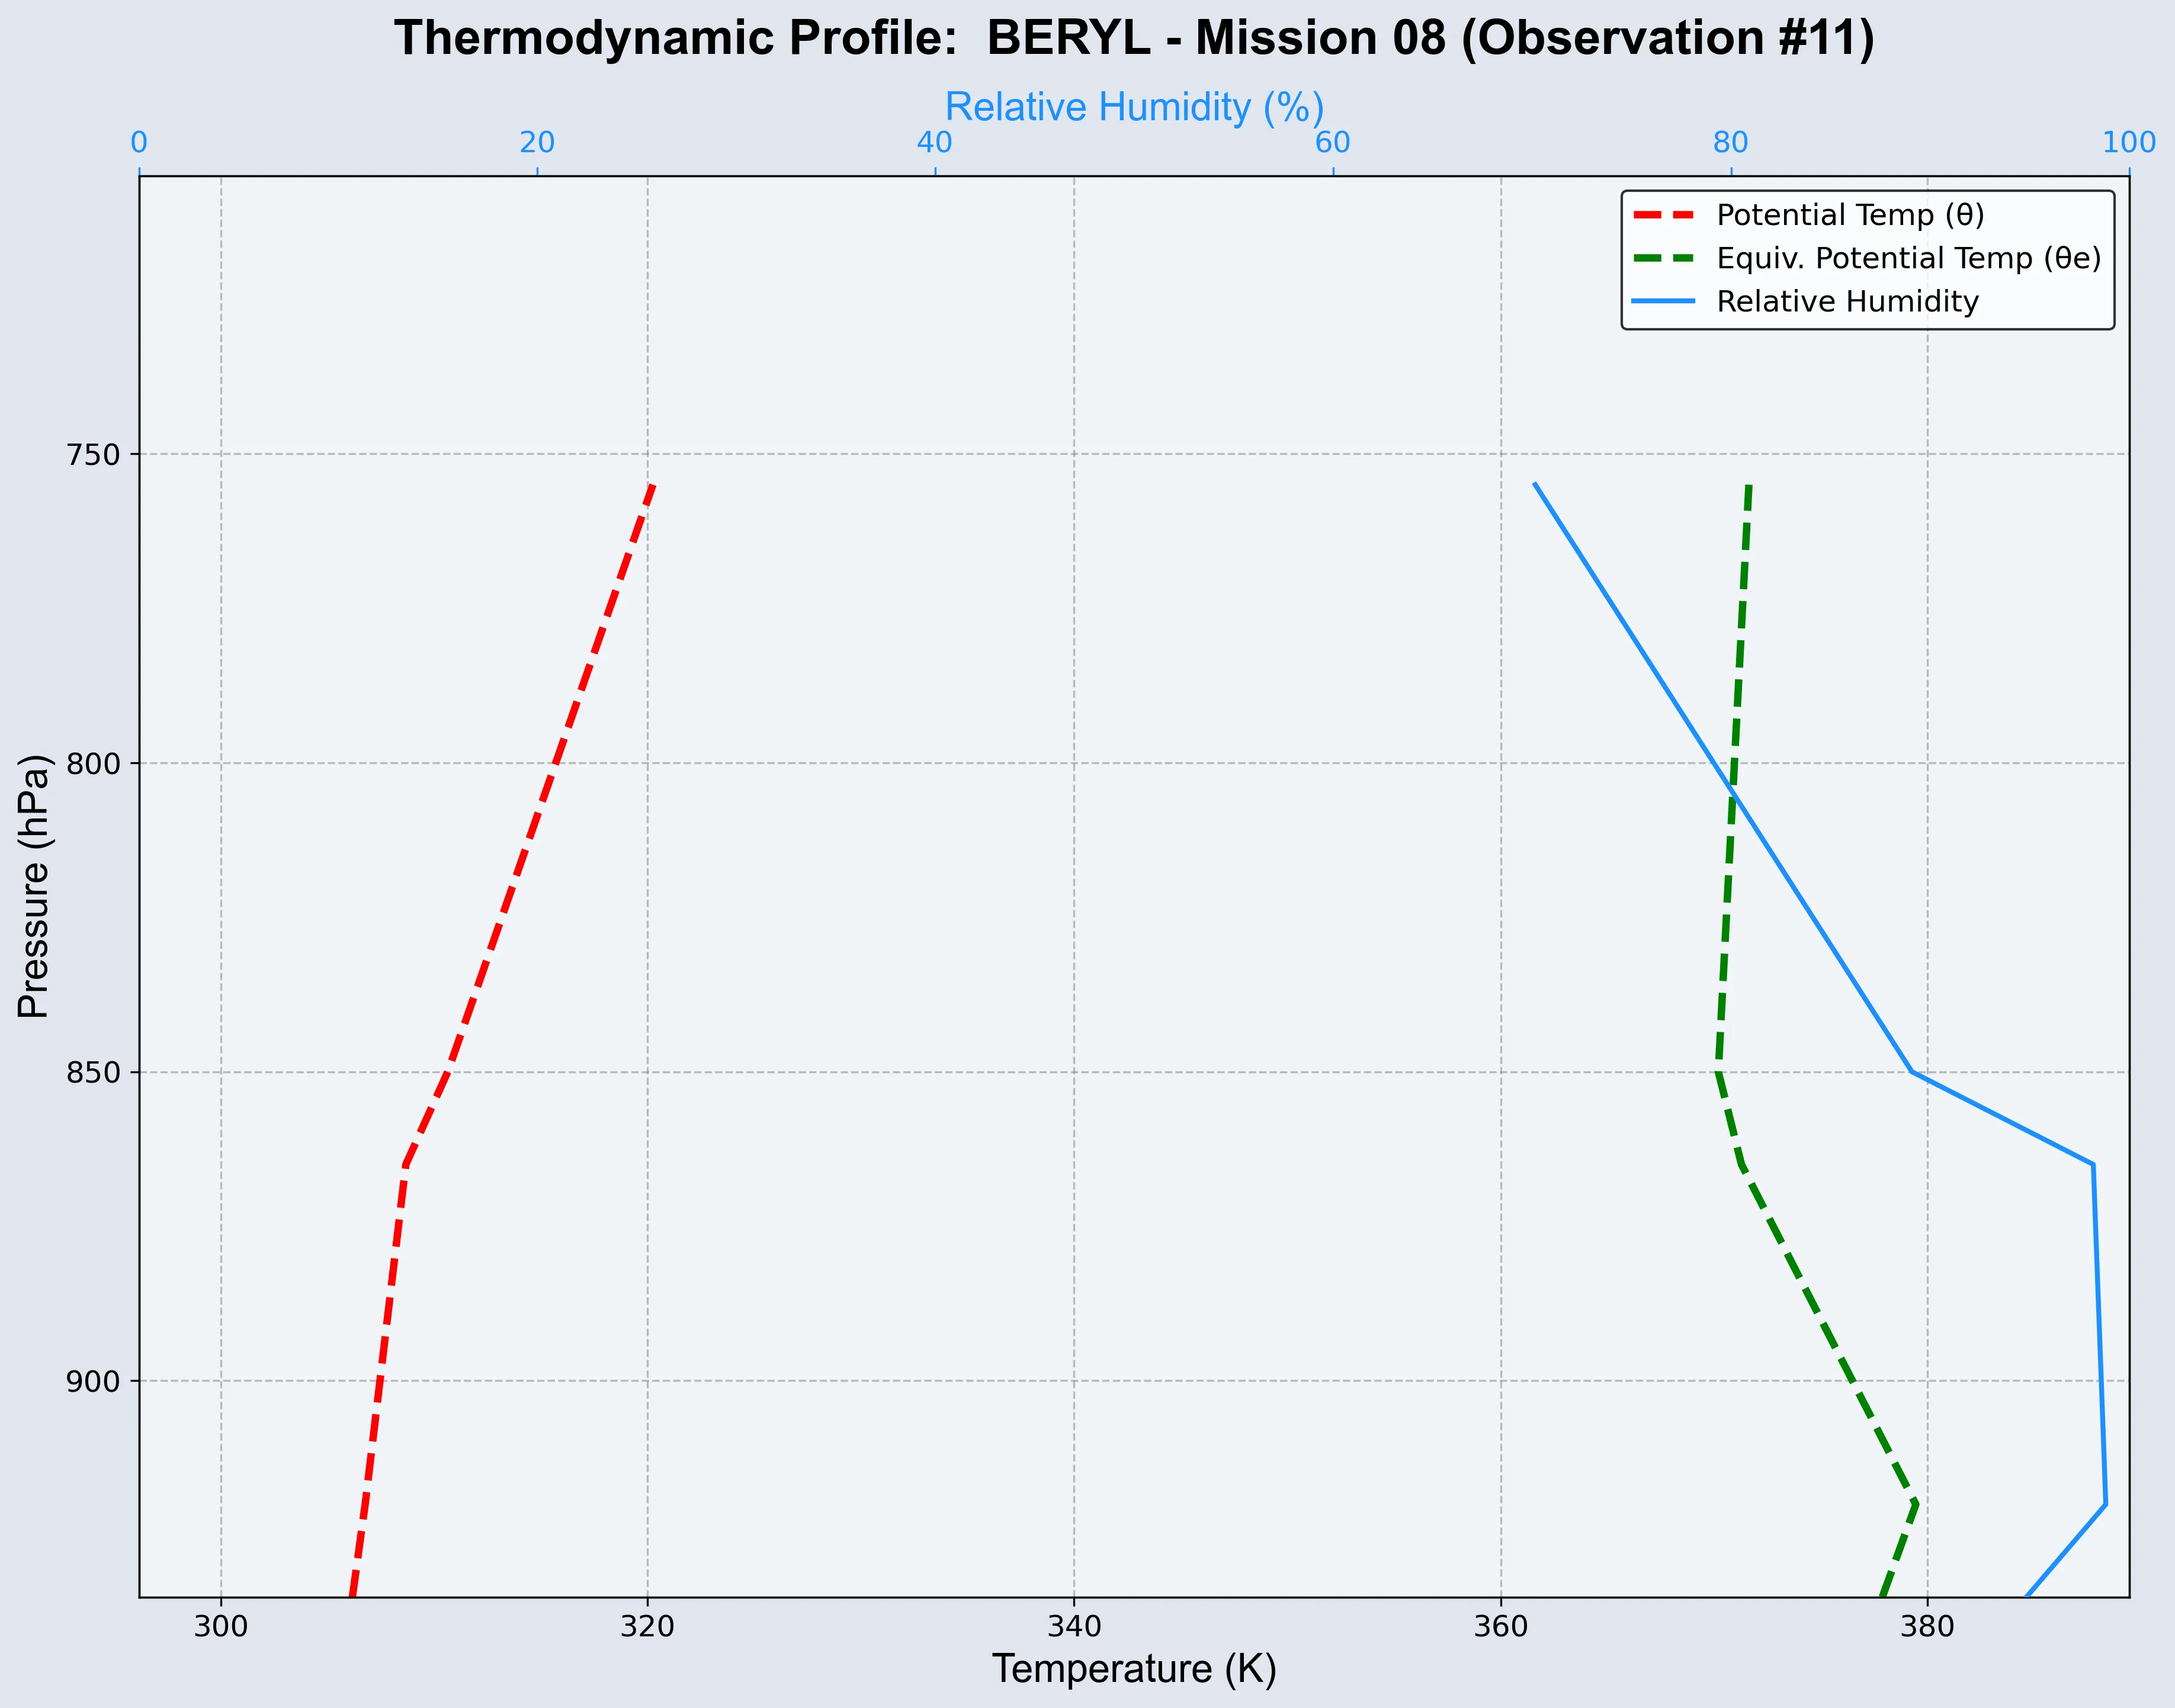 Thermodynamic Profile:  BERYL - Mission 08 (Observation #11)
Relative Humidity (%)
0 20 40 60 80 100
Potential Temp (θ)
Equiv. Potential Temp (θe)
Relative Humidity
750
800
850
900
Pressure (hPa)
300 320 340 360 380
Temperature (K)